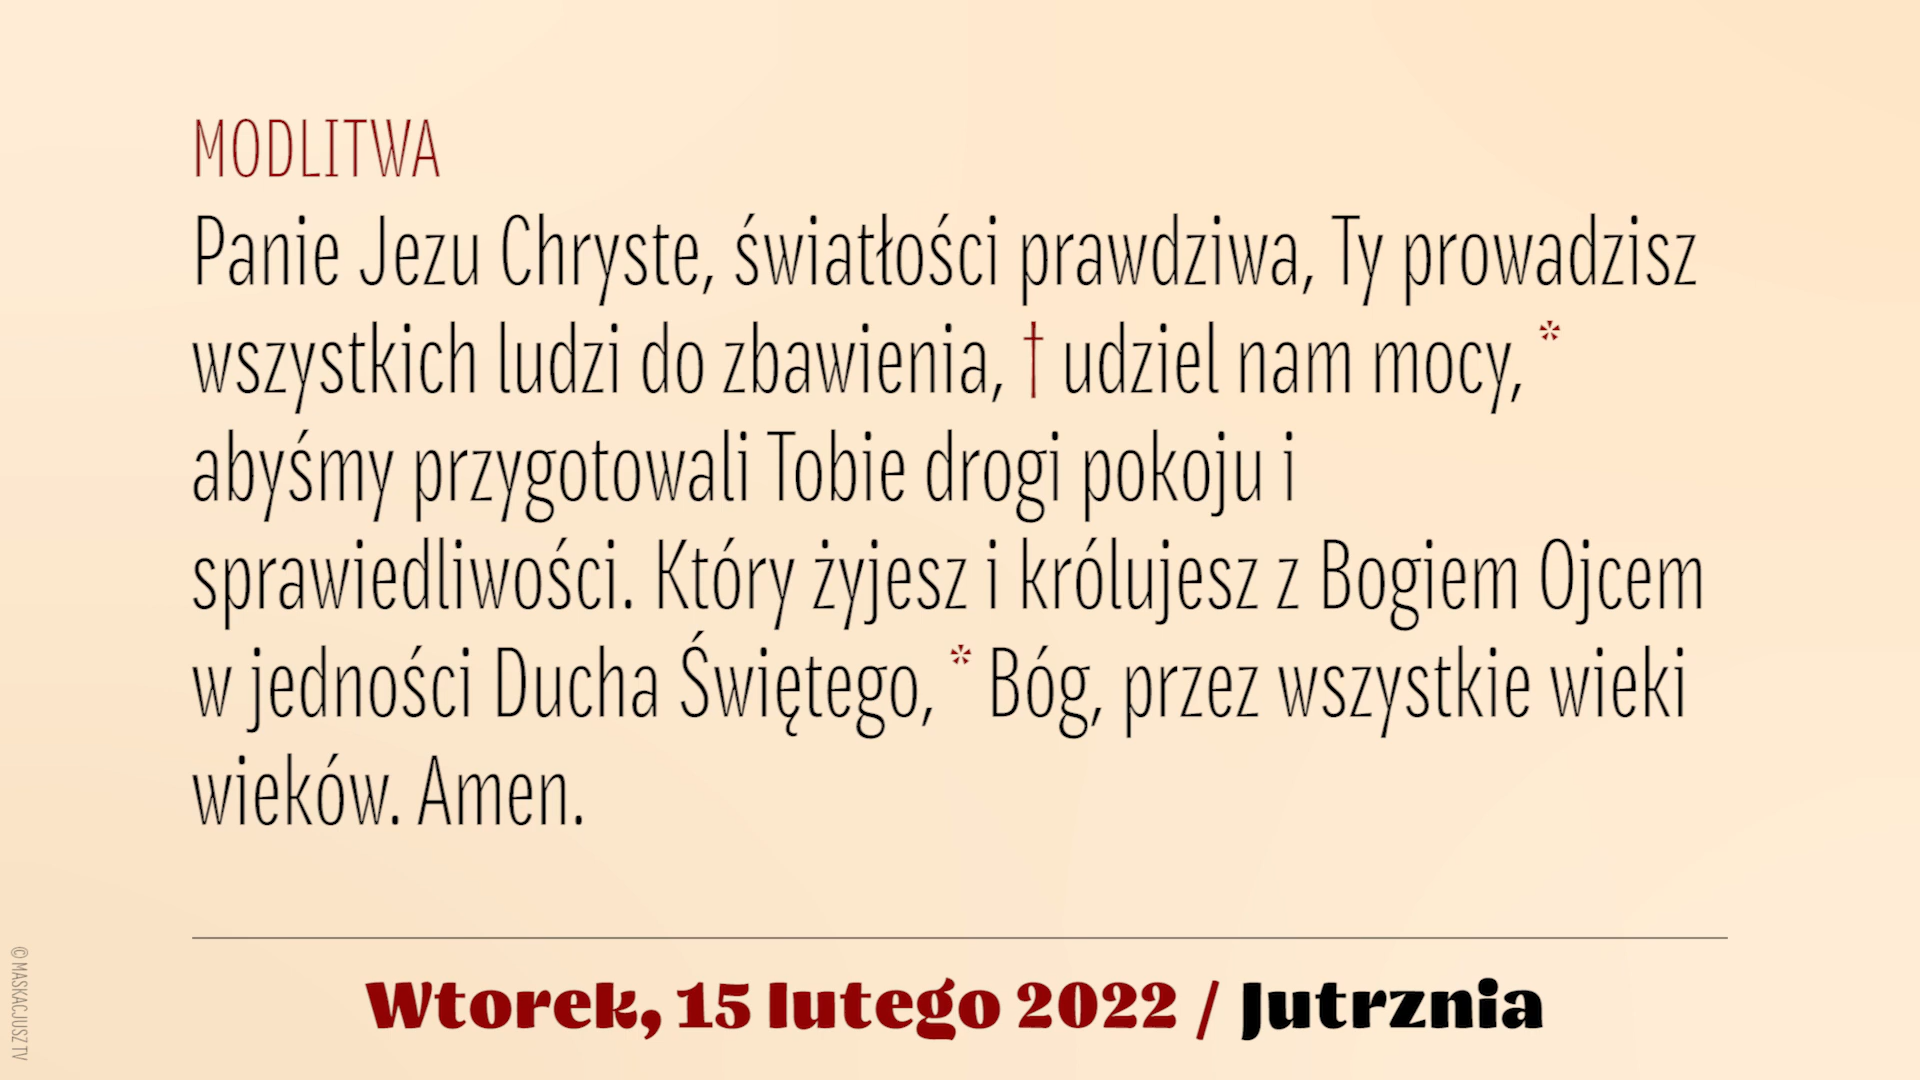 MODLITWA
Panie Jezu Chryste, światłości prawdziwa, Ty prowadzisz
wszystkich ludzi do zbawienia, † udziel nam mocy, *
abyśmy przygotowali Tobie drogi pokoju i
sprawiedliwości. Który żyjesz i królujesz z Bogiem Ojcem
w jedności Ducha Świętego, * Bóg, przez wszystkie wieki
wieków. Amen.
Wtorek, 15 lutego 2022 / Jutrznia
© MASKACJUSZ TV